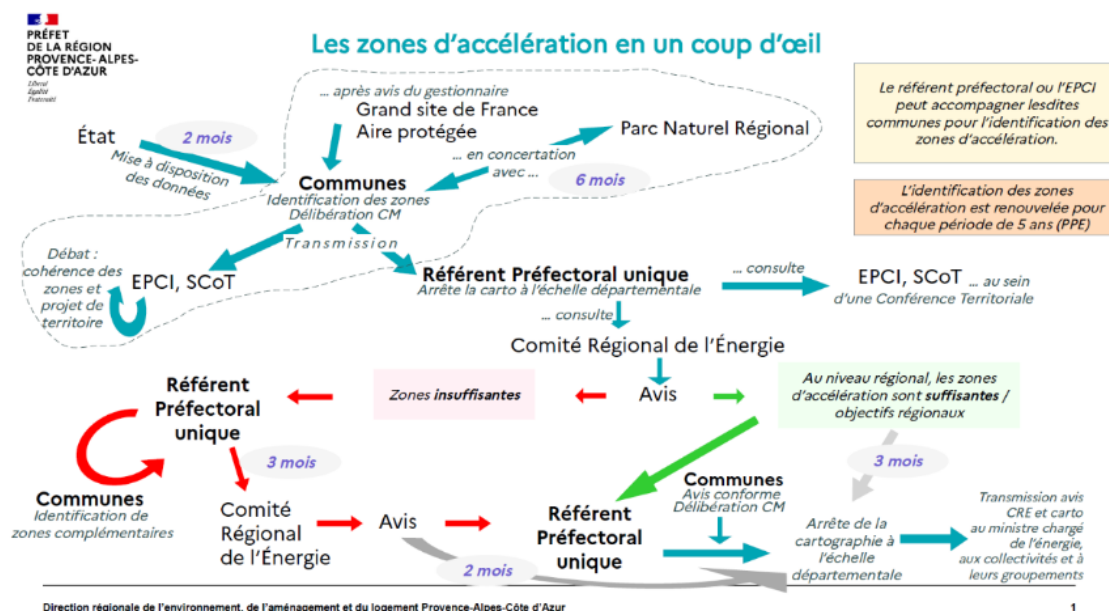 PRÉFET
DE LA RÉGION
PROVENCE-ALPES-
CÔTE D'AZUR
Liberté
Égalité
Fraternité
Les zones d'accélération en un coup d'œil
Le référent préfectoral ou l'EPCI
peut accompagner lesdites
communes pour l'identification des
zones d'accélération.
L'identification des zones
d'accélération est renouvelée pour
chaque période de 5 ans (PPE)
État
2 mois
Mise à disposition
des données
... après avis du gestionnaire
Grand site de France
Aire protégée
Parc Naturel Régional
... en concertation
avec ...
6 mois
Communes
Identification des zones
Délibération CM
Transmission
Débat :
cohérence des
zones et
projet de
territoire
EPCI, SCoT
Référent Préfectoral unique
Arrête la carto à l'échelle départementale
... consulte
EPCI, SCoT ... au sein
d'une Conférence Territoriale
... consulte
Comité Régional de l'Énergie
Avis
Zones insuffisantes
Au niveau régional, les zones
d'accélération sont suffisantes /
objectifs régionaux
Référent
Préfectoral
unique
3 mois
Communes
Identification de
zones complémentaires
Comité
Régional
de l'Énergie
Avis
2 mois
Référent
Préfectoral
unique
Communes
Avis conforme
Délibération CM
3 mois
Arrête de la
cartographie à
l'échelle
départementale
Transmission avis
CRE et carto
au ministre chargé
de l'énergie,
aux collectivités et à
leurs groupements
Direction régionale de l'environnement, de l'aménagement et du logement Provence-Alpes-Côte d'Azur
1